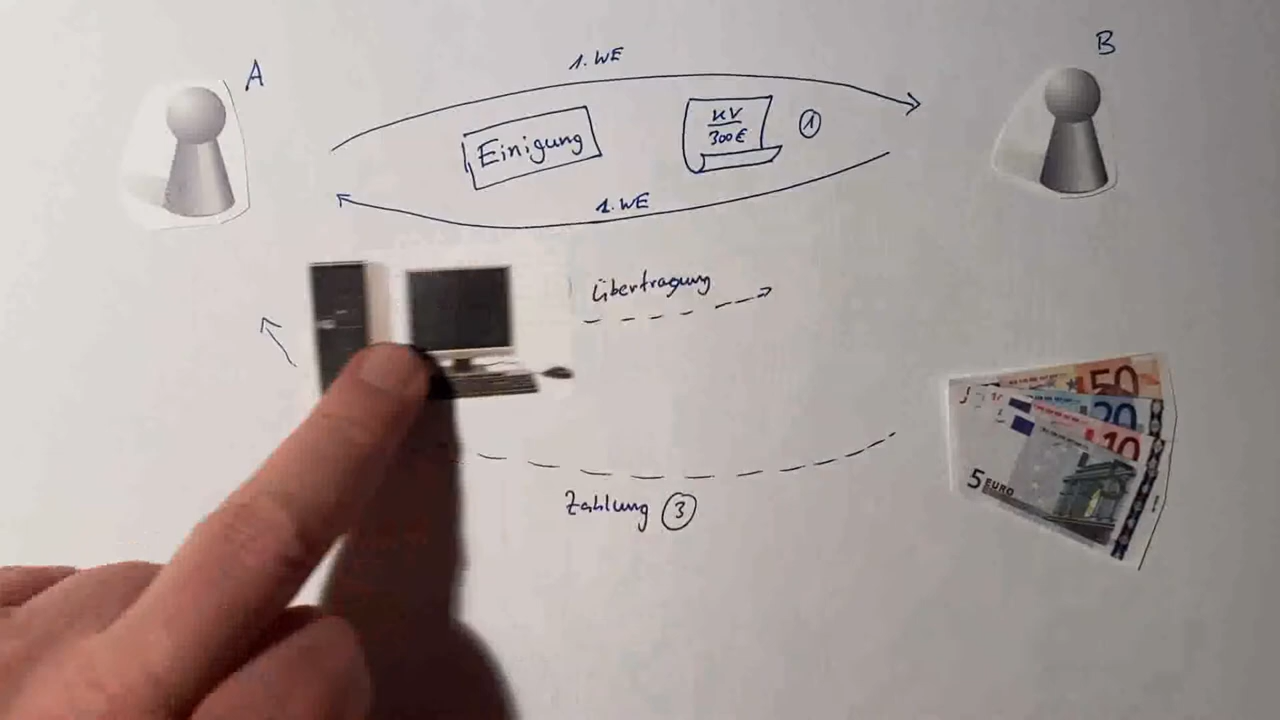 A
B
1. WE
Einigung
KV
300€
1
1. WE
Übertragung
50
20
10
5 EURO
Zahlung 3